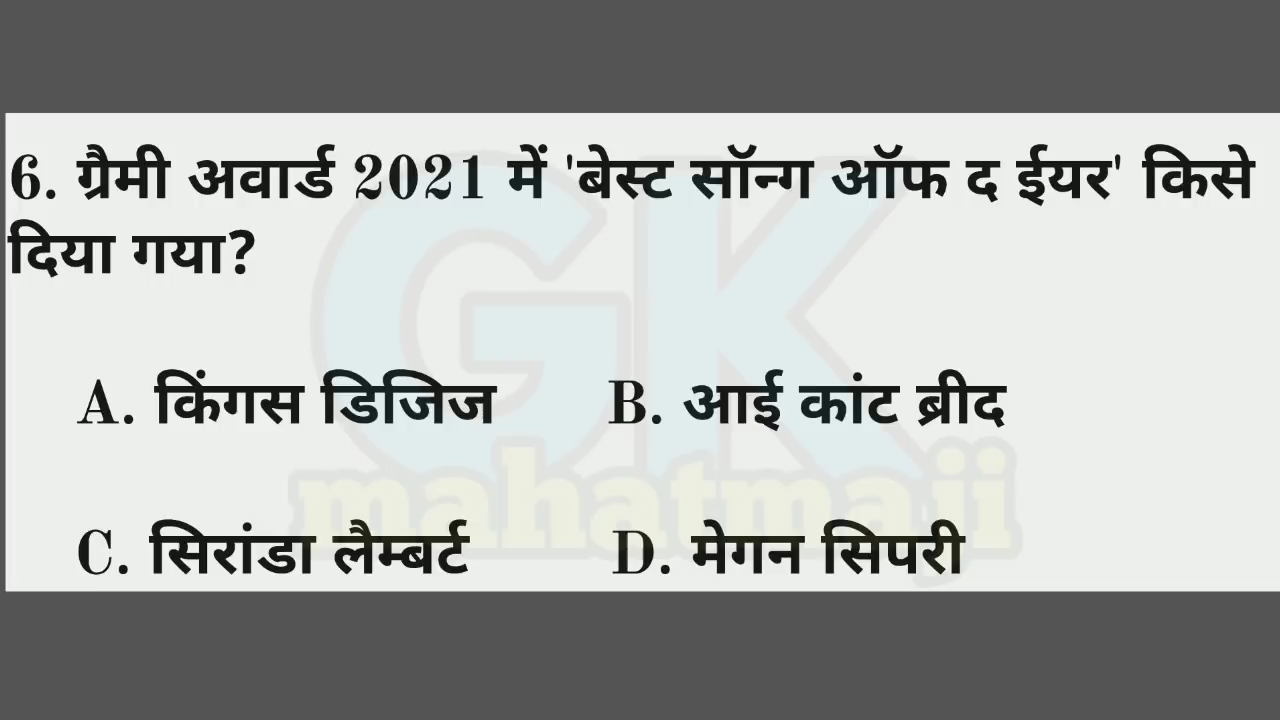 6. ग्रैमी अवार्ड 2021 में 'बेस्ट सॉन्ग ऑफ द ईयर' किसे
दिया गया?
A. किंगस डिजिज B. आई कांट ब्रीद
C. सिरांडा लैम्बर्ट D. मेगन सिपरी
GK
mahatmaji